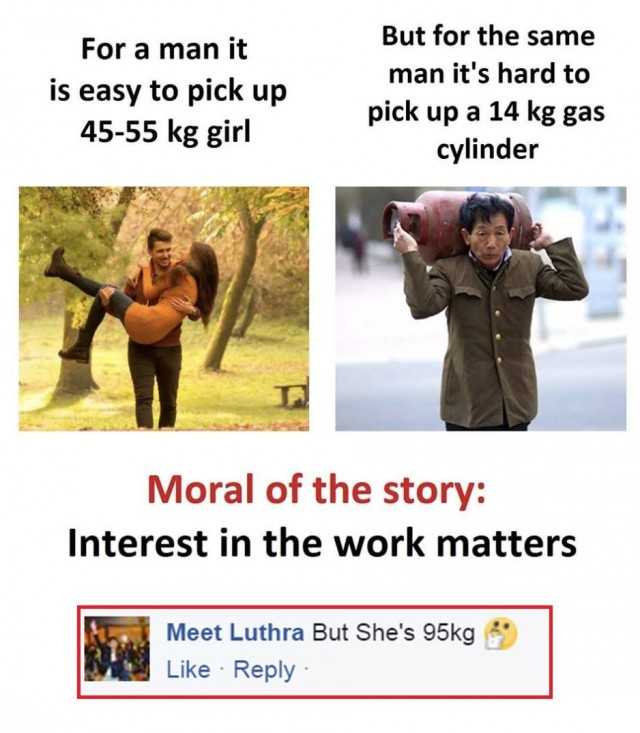 For a man it
is easy to pick up
45-55 kg girl
But for the same
man it's hard to
pick up a 14 kg gas
cylinder
Moral of the story:
Interest in the work matters
Meet Luthra But She's 95kg 🤔
Like · Reply ·